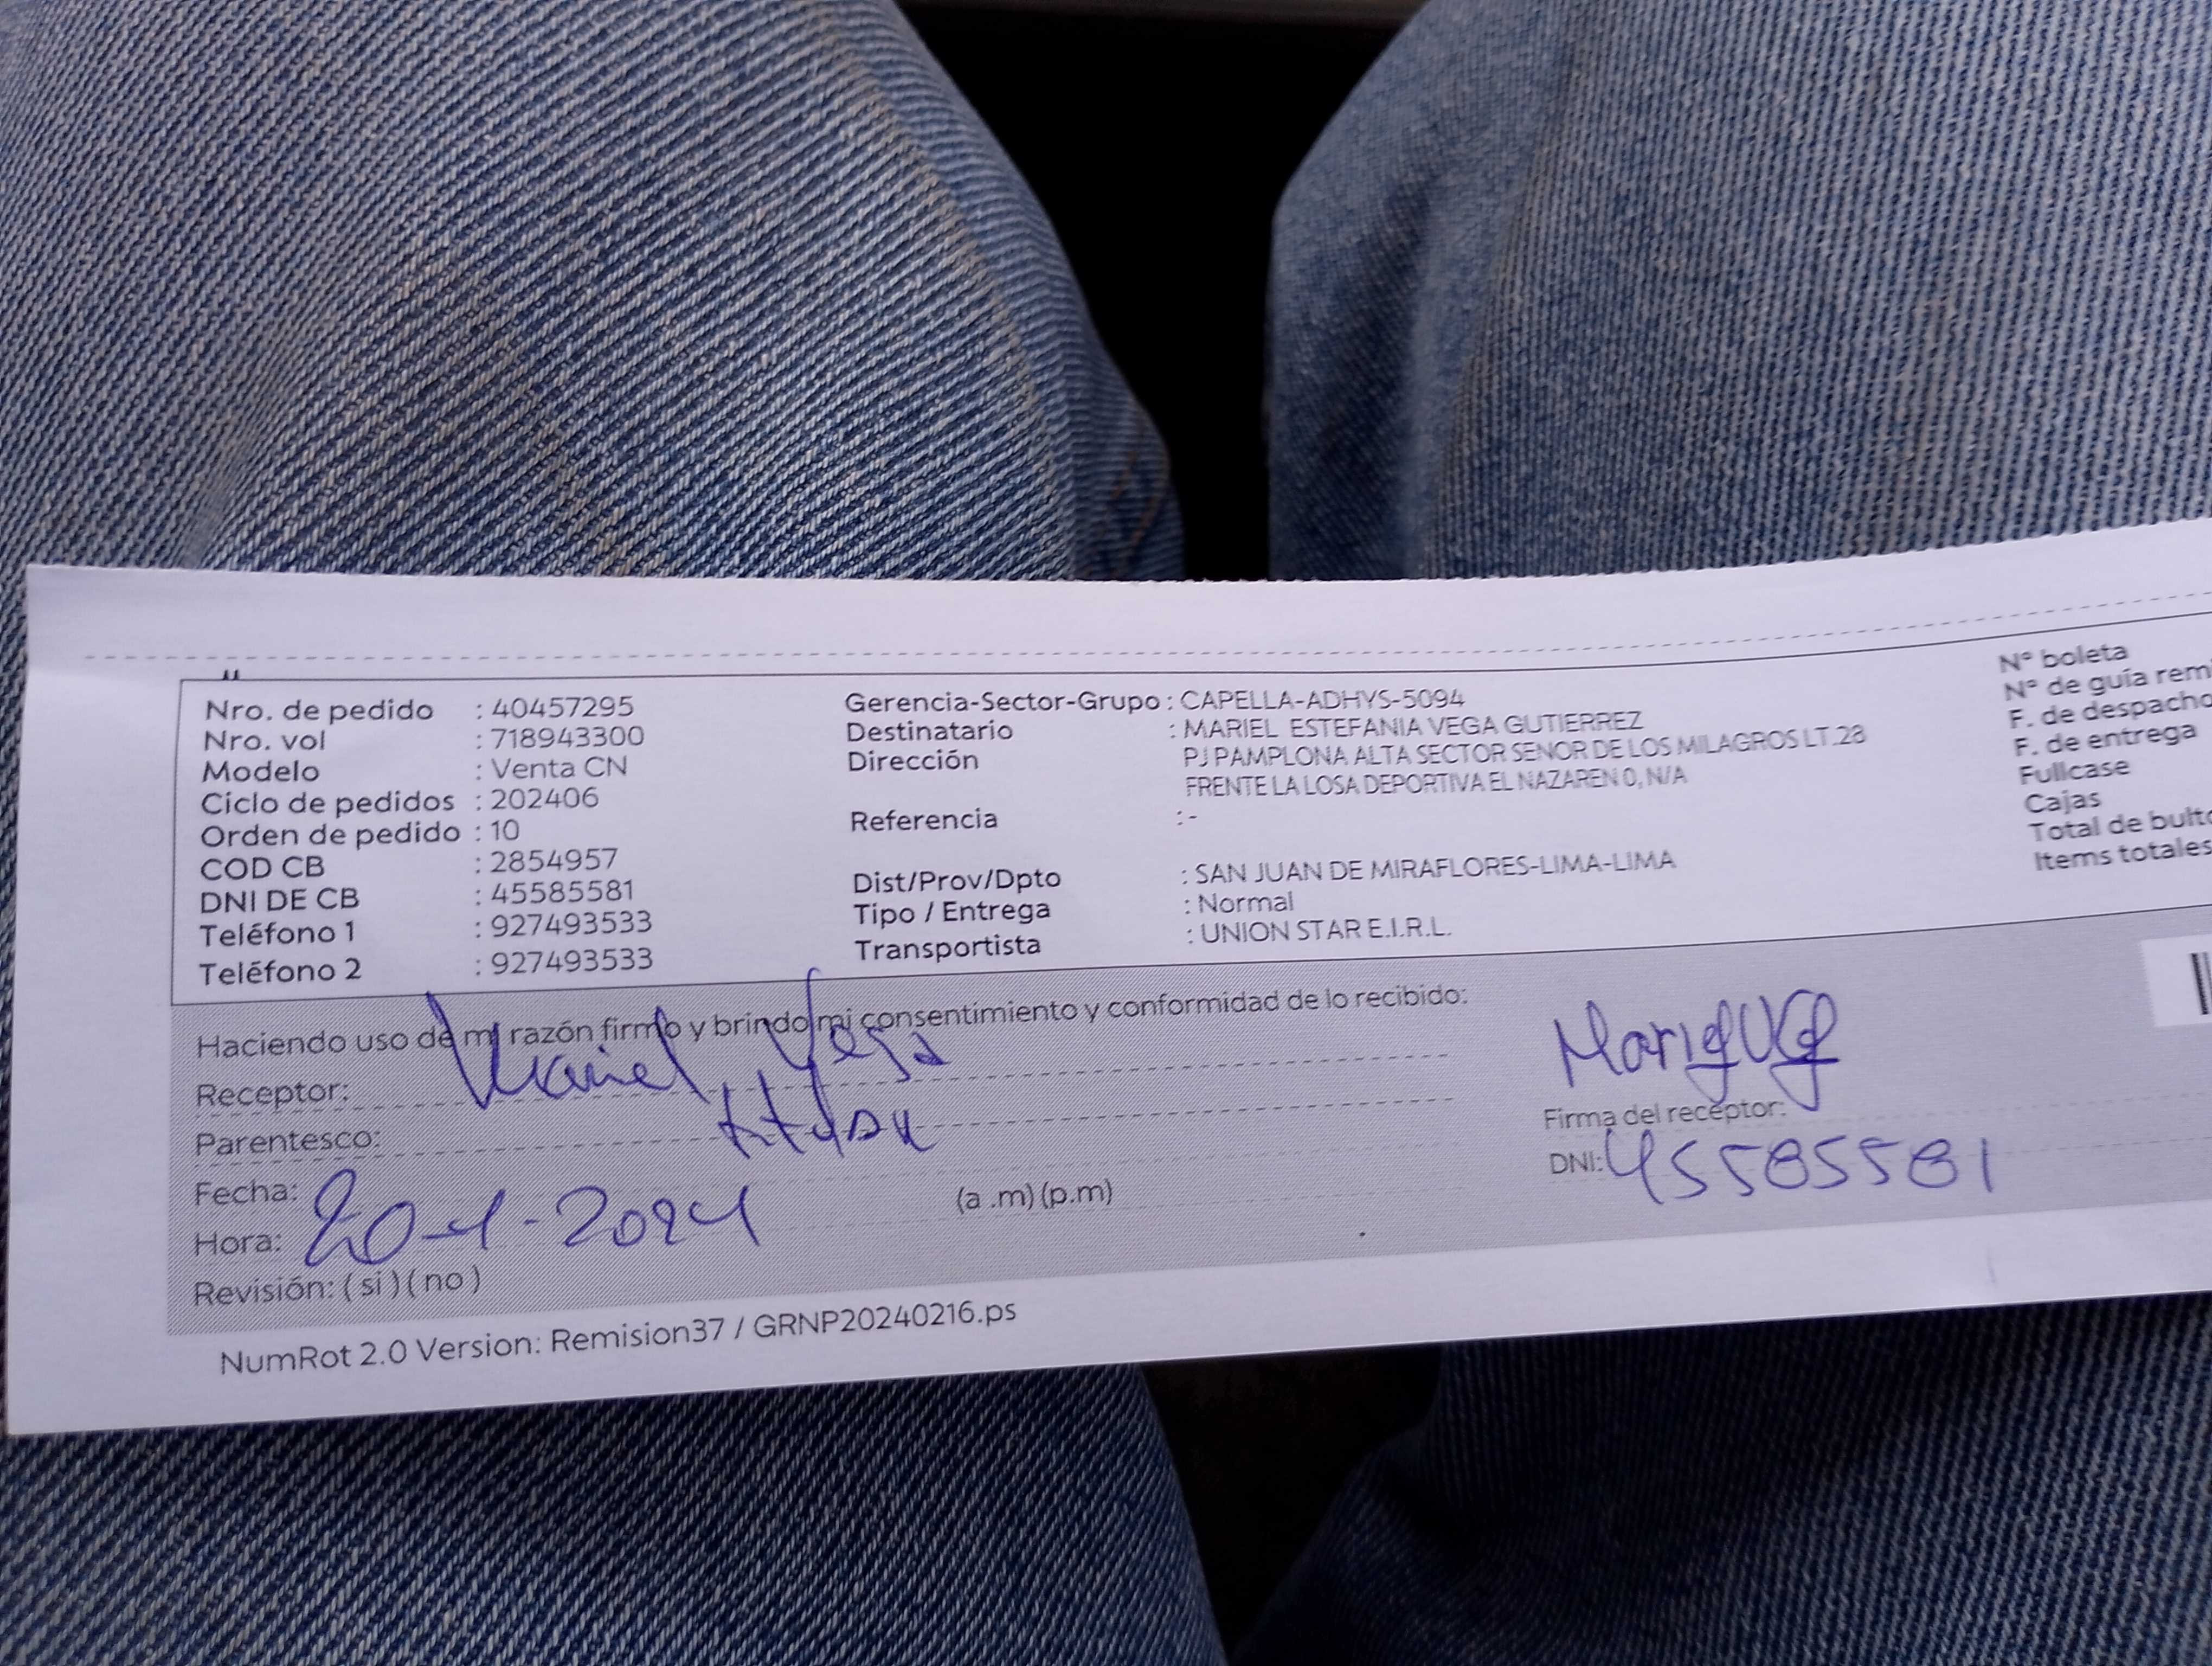 Nro. de pedido : 40457295
Nro. vol : 718943300
Modelo : Venta CN
Ciclo de pedidos : 202406
Orden de pedido : 10
COD CB : 2854957
DNI DE CB : 45585581
Teléfono 1 : 927493533
Teléfono 2 : 927493533
Gerencia-Sector-Grupo : CAPELLA-ADHYS-5094
Destinatario : MARIEL ESTEFANIA VEGA GUTIERREZ
Dirección PJ PAMPLONA ALTA SECTOR SENOR DE LOS MILAGROS LT.28
FRENTE LA LOSA DEPORTIVA EL NAZAREN 0, N/A
Referencia : -
Dist/Prov/Dpto : SAN JUAN DE MIRAFLORES-LIMA-LIMA
Tipo / Entrega : Normal
Transportista : UNION STAR E.I.R.L.
N° boleta
N° de guía remi
F. de despacho
F. de entrega
Fullcase
Cajas
Total de bulto
Items totales
Haciendo uso de mi razón firmo y brindo mi consentimiento y conformidad de lo recibido:
Receptor: Mariel Vega
Parentesco: titular
Fecha:
Hora: 20-4-2024 (a .m) (p.m)
Revisión: ( si ) ( no )
Firma del receptor:
DNI: 45585581
NumRot 2.0 Version: Remision37 / GRNP20240216.ps